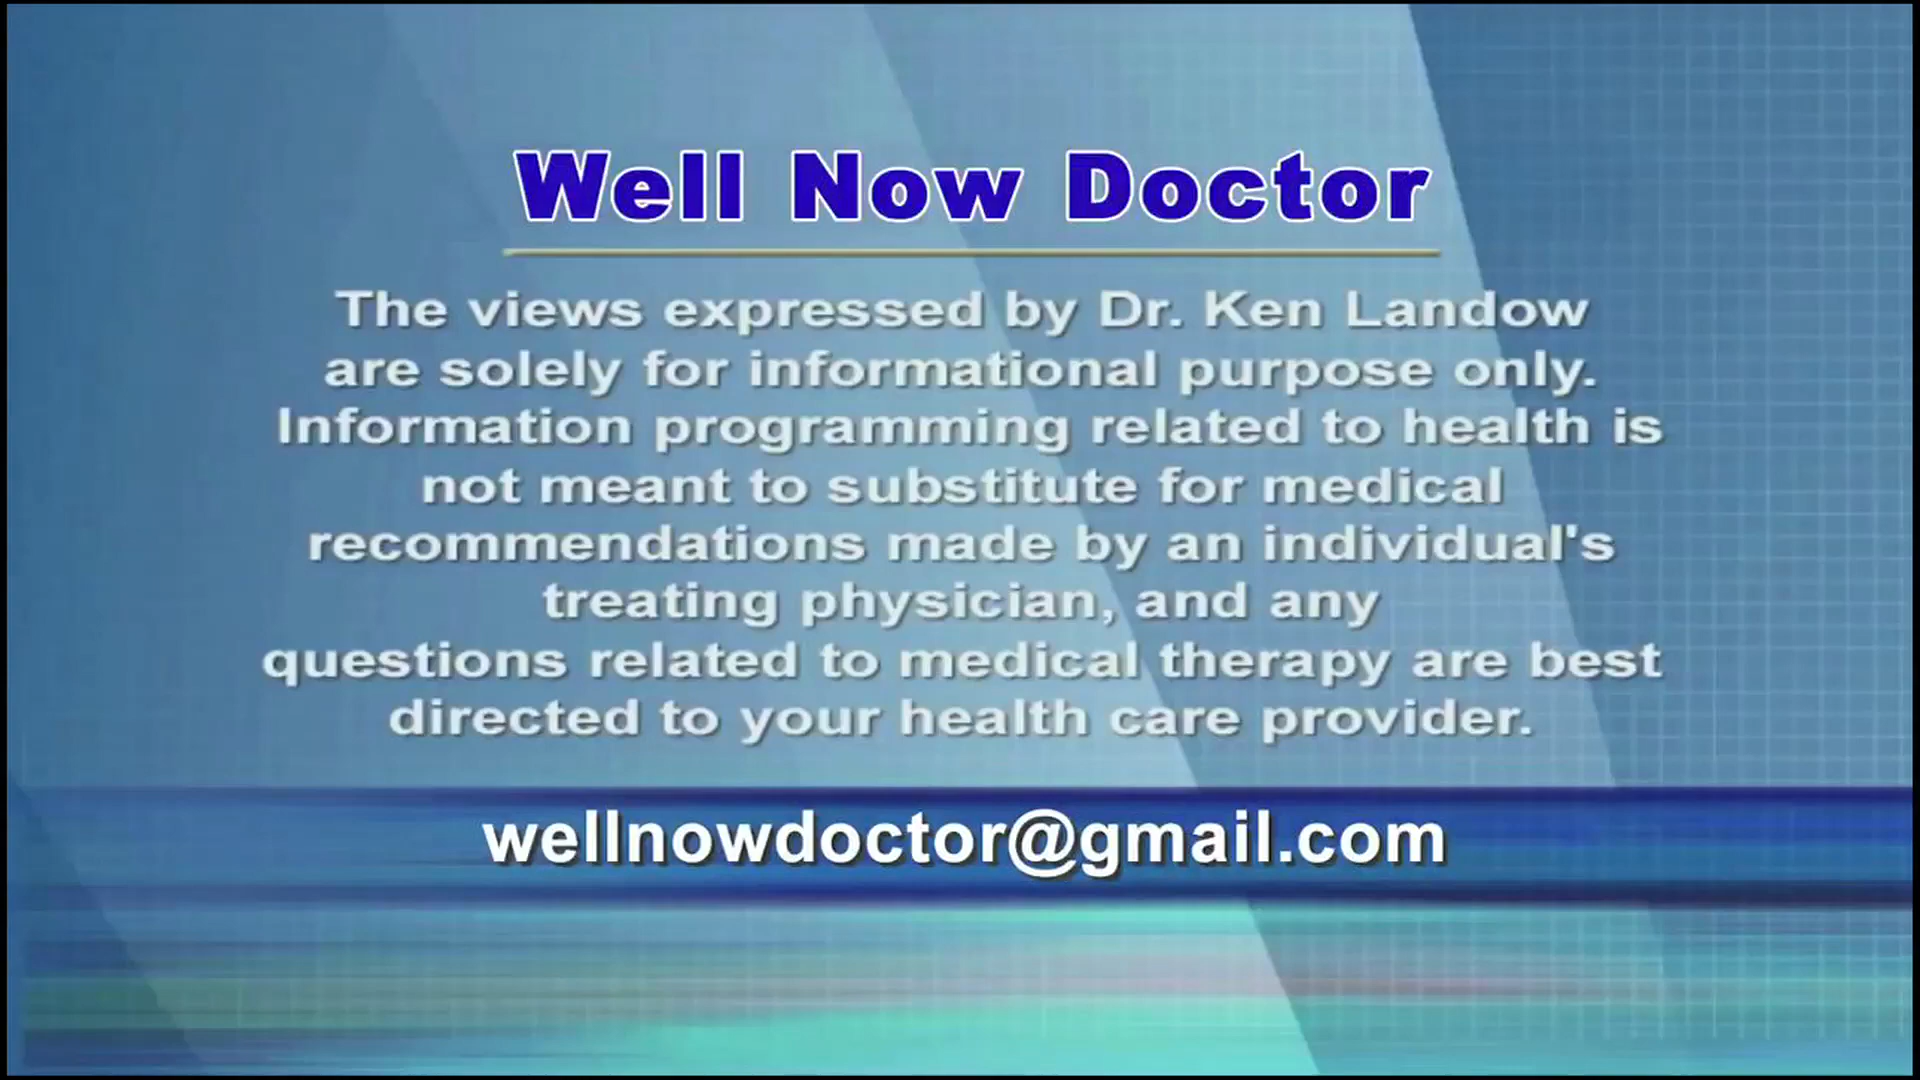 Well Now Doctor
The views expressed by Dr. Ken Landow
are solely for informational purpose only.
Information programming related to health is
not meant to substitute for medical
recommendations made by an individual's
treating physician, and any
questions related to medical therapy are best
directed to your health care provider.
wellnowdoctor@gmail.com